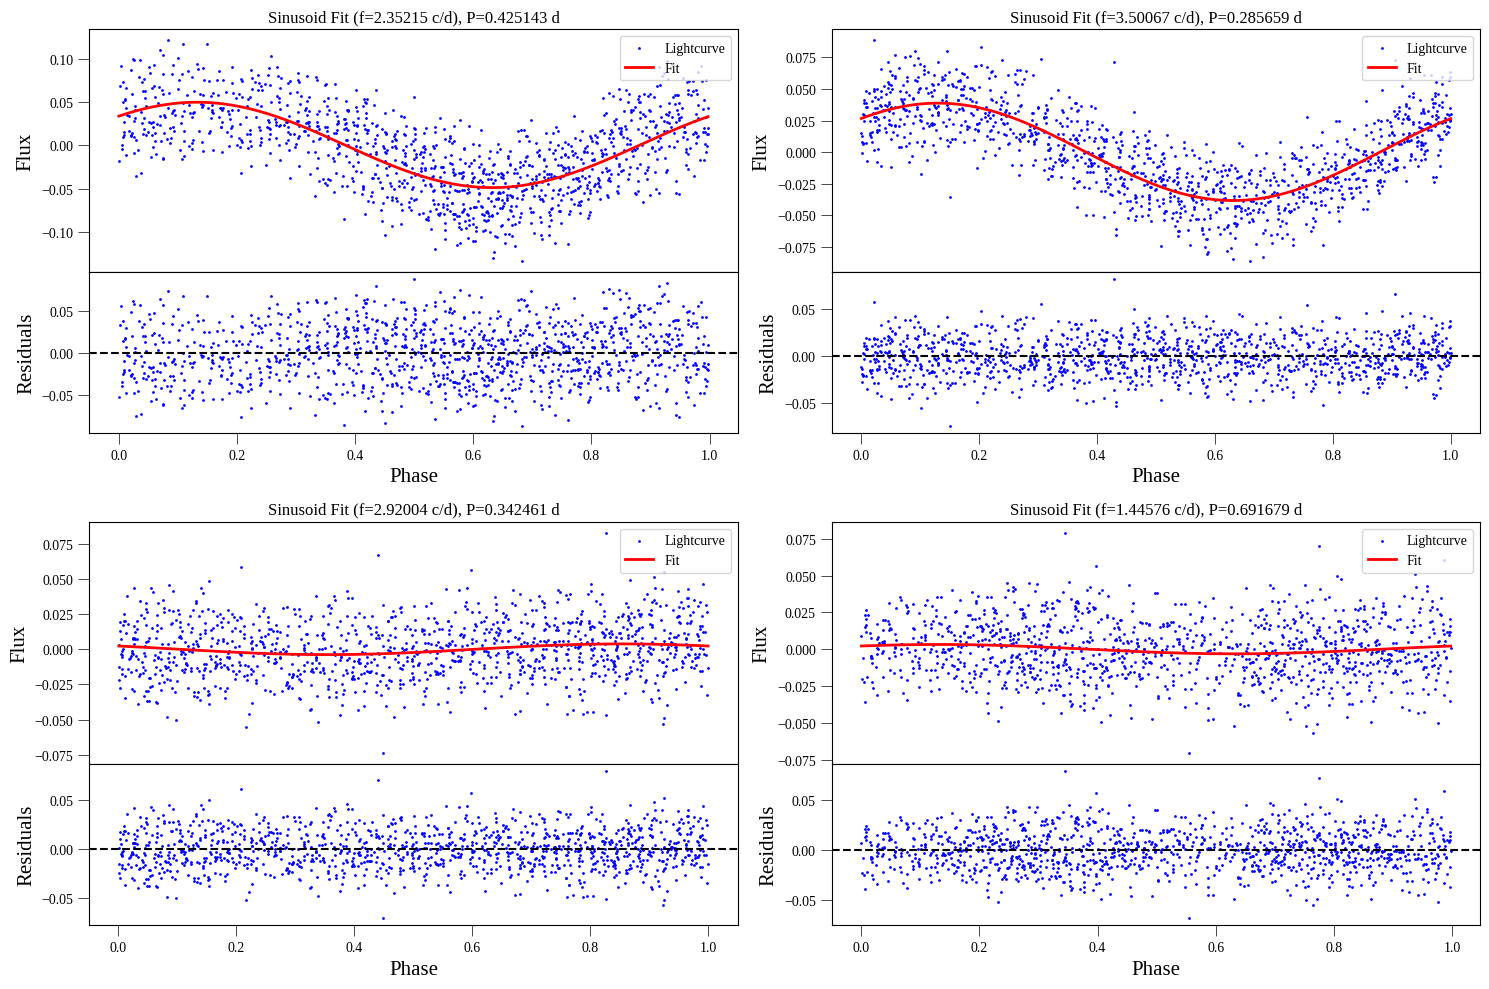 Sinusoid Fit (f=2.35215 c/d), P=0.425143 d
Lightcurve
Fit
Flux
0.10
0.05
0.00
−0.05
−0.10
Residuals
0.05
0.00
−0.05
0.0 0.2 0.4 0.6 0.8 1.0
Phase
Sinusoid Fit (f=3.50067 c/d), P=0.285659 d
Lightcurve
Fit
Flux
0.075
0.050
0.025
0.000
−0.025
−0.050
−0.075
Residuals
0.05
0.00
−0.05
0.0 0.2 0.4 0.6 0.8 1.0
Phase
Sinusoid Fit (f=2.92004 c/d), P=0.342461 d
Lightcurve
Fit
Flux
0.075
0.050
0.025
0.000
−0.025
−0.050
−0.075
Residuals
0.05
0.00
−0.05
0.0 0.2 0.4 0.6 0.8 1.0
Phase
Sinusoid Fit (f=1.44576 c/d), P=0.691679 d
Lightcurve
Fit
Flux
0.075
0.050
0.025
0.000
−0.025
−0.050
−0.075
Residuals
0.05
0.00
−0.05
0.0 0.2 0.4 0.6 0.8 1.0
Phase